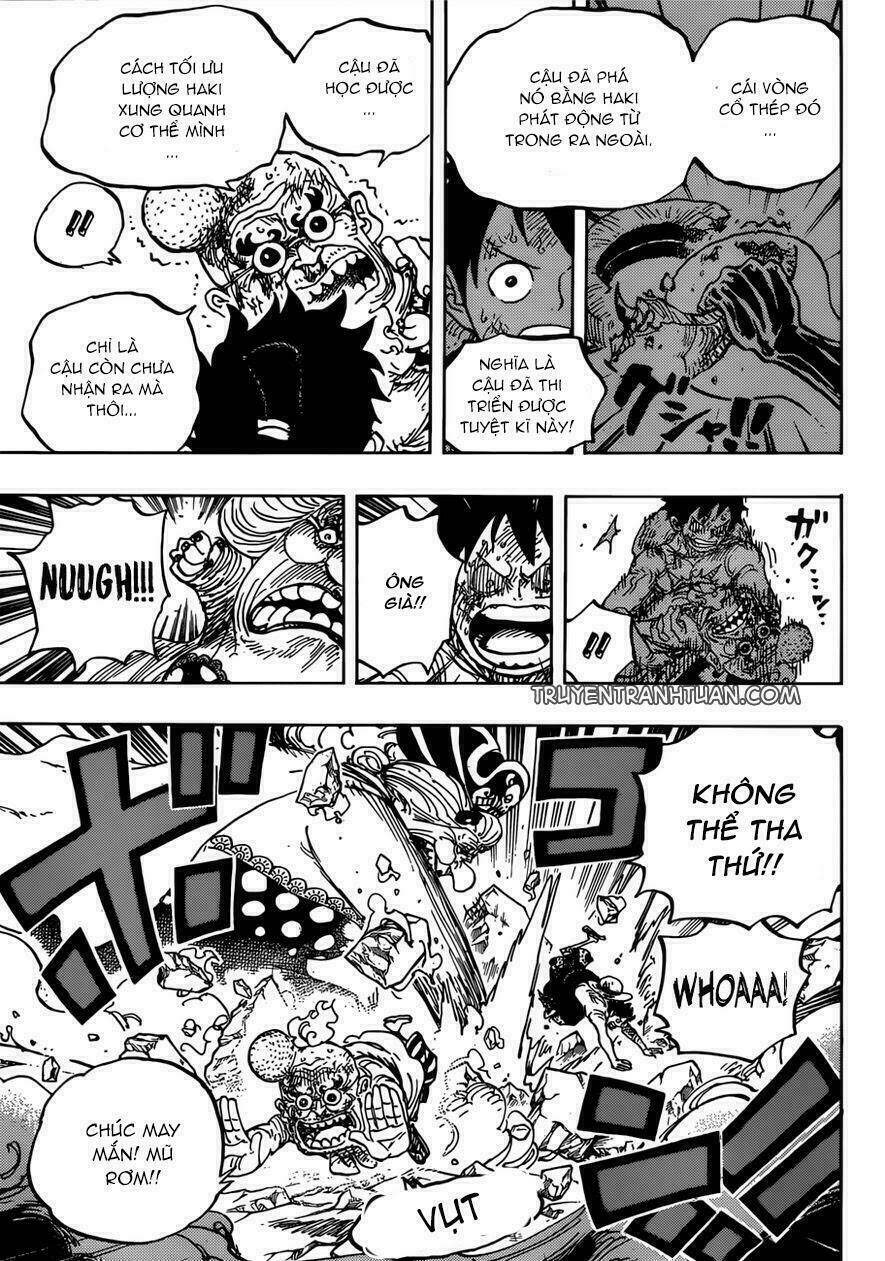 CÁI VÒNG
CỔ THÉP ĐÓ
...
CẬU ĐÃ PHÁ
NÓ BẰNG HAKI
PHÁT ĐỘNG TỪ
TRONG RA NGOÀI.
NGHĨA LÀ
CẬU ĐÃ THI
TRIỂN ĐƯỢC
TUYỆT KĨ NÀY!
CẬU ĐÃ
HỌC ĐƯỢC
...
CÁCH TỐI ƯU
LƯỢNG HAKI
XUNG QUANH
CƠ THỂ MÌNH
...
!!
CHỈ LÀ
CẬU CÒN CHƯA
NHẬN RA MÀ
THÔI...
ガクッ
!!
ÔNG
GIÀ!!
NUUGH!!!
TRUYENTRANHTUAN.COM
KHÔNG
THỂ THA
THỨ!!
WHOAAA!
CHÚC MAY
MẮN! MŨ
RƠM!!
VỤT